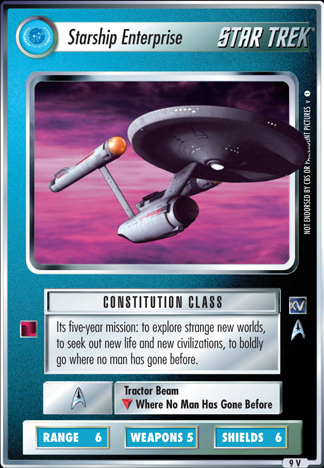 Starship Enterprise
STAR TREK
NOT ENDORSED BY CBS OR PARAMOUNT PICTURES V
CONSTITUTION CLASS
Its five-year mission: to explore strange new worlds,
to seek out new life and new civilizations, to boldly
go where no man has gone before.
Tractor Beam
Where No Man Has Gone Before
RANGE 6
WEAPONS 5
SHIELDS 6
9 V